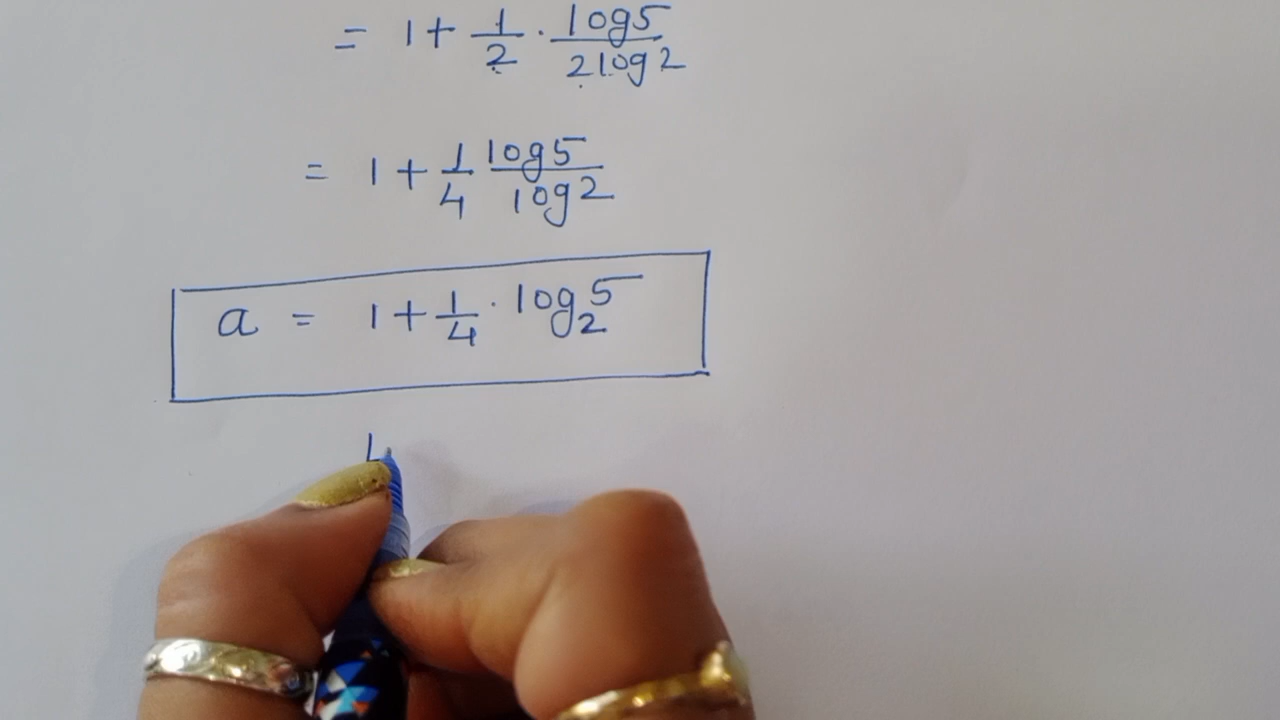 = 1 + 1/2 · log5/2log2
= 1 + 1/4 log5/log2
a = 1 + 1/4 · log₂5
L